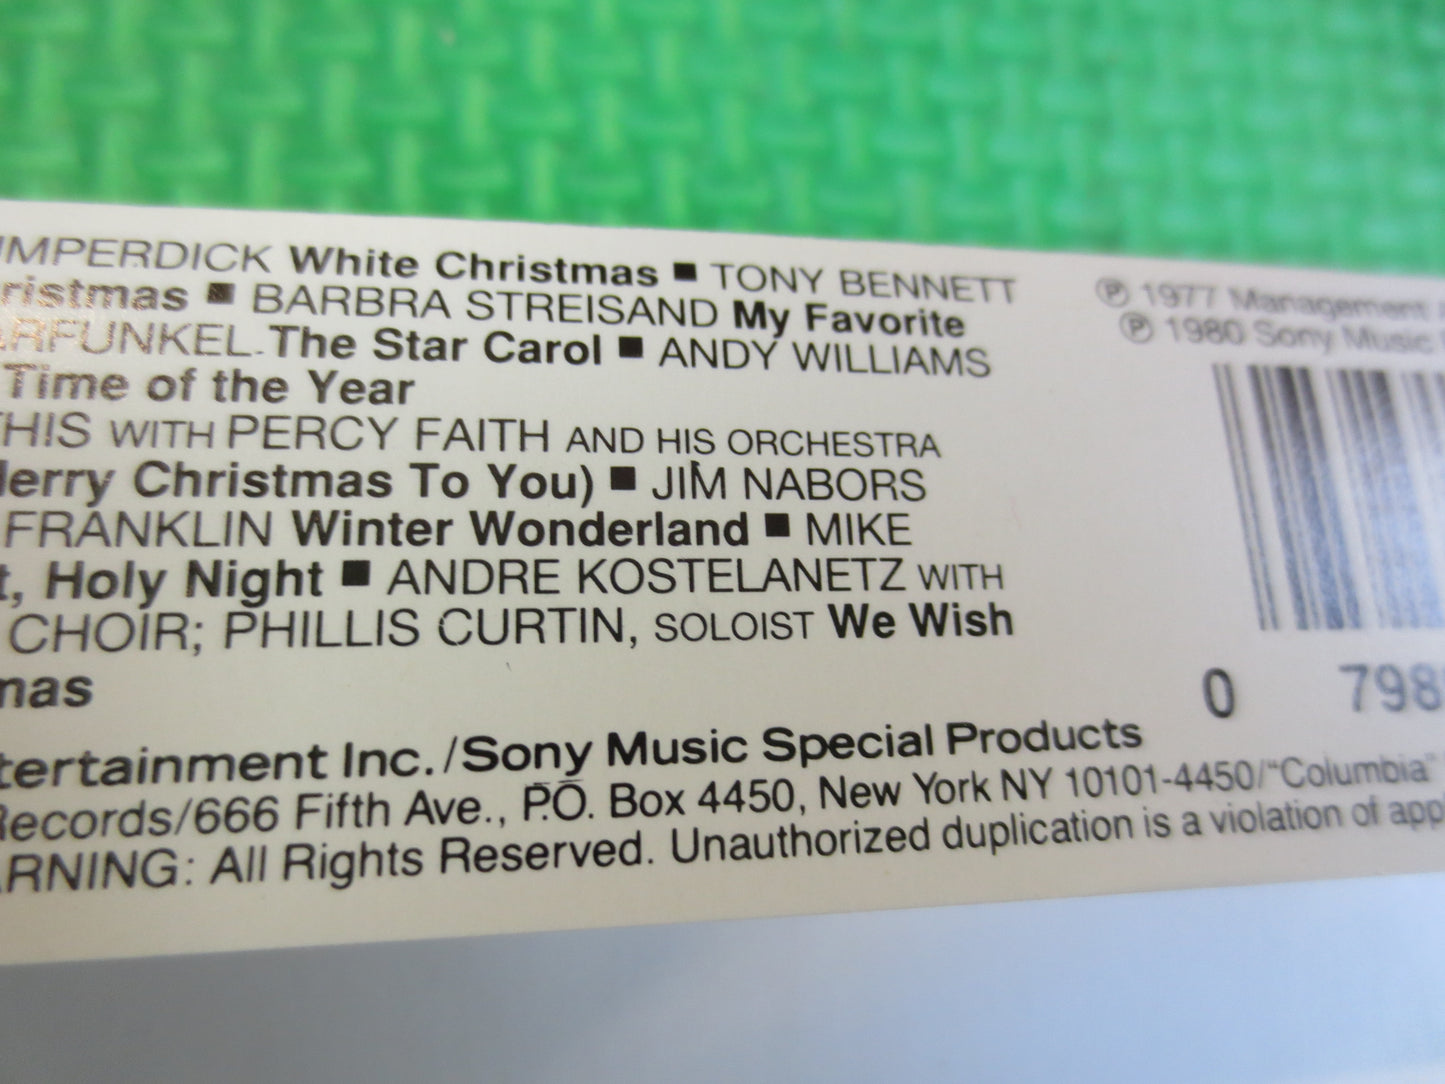 IMPERDICK White Christmas ■ TONY BENNETT
ristmas ■ BARBRA STREISAND My Favorite
ARFUNKEL The Star Carol ■ ANDY WILLIAMS
Time of the Year
THIS WITH PERCY FAITH AND HIS ORCHESTRA
Merry Christmas To You) ■ JIM NABORS
FRANKLIN Winter Wonderland ■ MIKE
t, Holy Night ■ ANDRE KOSTELANETZ WITH
CHOIR; PHILLIS CURTIN, SOLOIST We Wish
mas
tertainment Inc./Sony Music Special Products
Records/666 Fifth Ave., P.O. Box 4450, New York NY 10101-4450/"Columbia"
ARNING: All Rights Reserved. Unauthorized duplication is a violation of app
℗ 1977 Management
℗ 1980 Sony Music
0 798